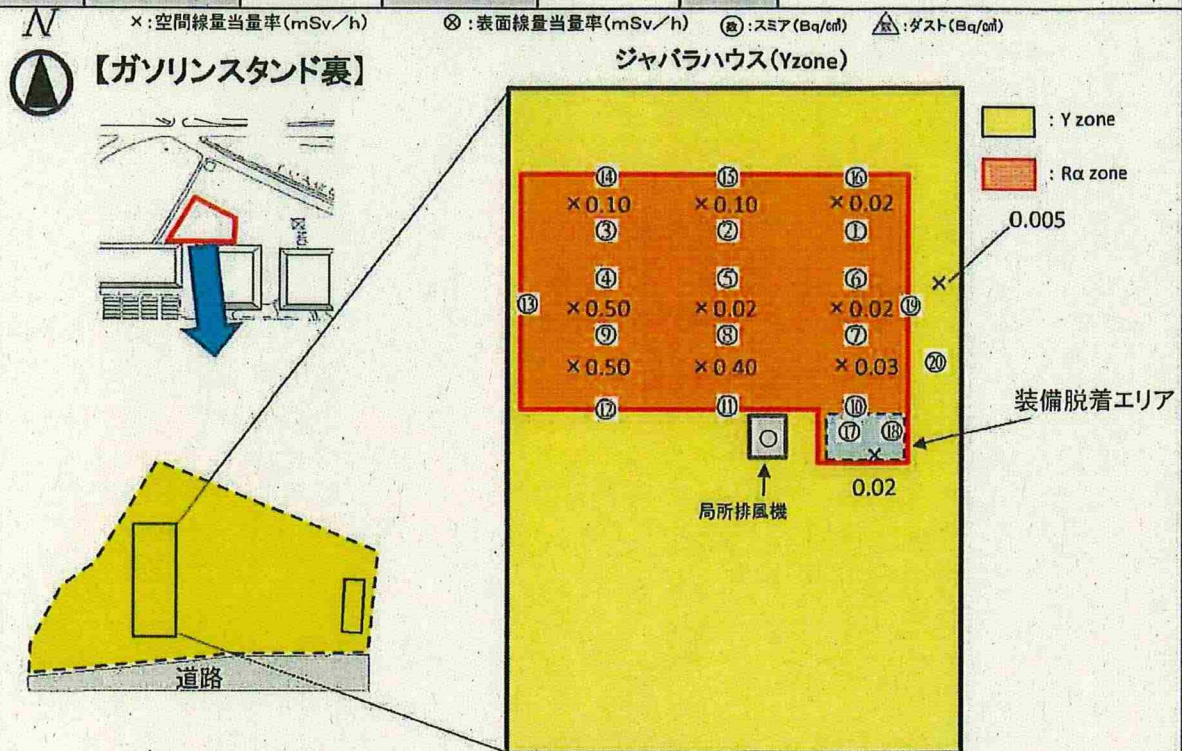 N ×:空間線量当量率(mSv/h) ⊗:表面線量当量率(mSv/h) :スミア(Bq/㎠) :ダスト(Bq/㎤)
【ガソリンスタンド裏】
ジャバラハウス(Yzone)
: Y zone
: Rα zone
0.005
⑭ ⑮ ⑯
×0.10 ×0.10 ×0.02
③ ② ①
④ ⑤ ⑥
×
⑬ ×0.50 ×0.02 ×0.02 ⑲
⑨ ⑧ ⑦
×0.50 ×0.40 ×0.03 ⑳
⑫ ⑪ ⑩
装備脱着エリア
⑰ ⑱
×
0.02
局所排風機
道路